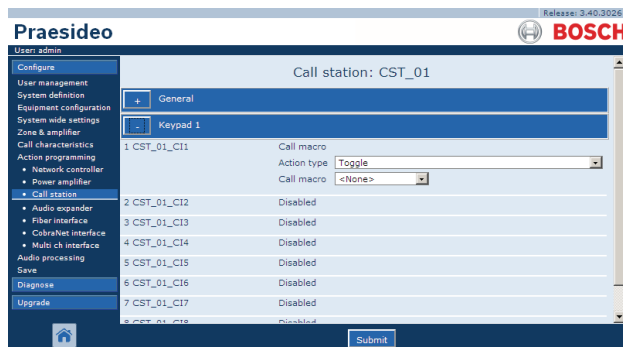 Release: 3.40.3026
Praesideo
BOSCH
User: admin
Configure
User management
System definition
Equipment configuration
System wide settings
Zone & amplifier
Call characteristics
Action programming
• Network controller
• Power amplifier
• Call station
• Audio expander
• Fiber interface
• CobraNet interface
• Multi ch interface
Audio processing
Save
Diagnose
Upgrade
Call station: CST_01
+ General
- Keypad 1
1 CST_01_CI1 Call macro
Action type Toggle
Call macro <None>
2 CST_01_CI2 Disabled
3 CST_01_CI3 Disabled
4 CST_01_CI4 Disabled
5 CST_01_CI5 Disabled
6 CST_01_CI6 Disabled
7 CST_01_CI7 Disabled
8 CST_01_CI8 Disabled
Submit